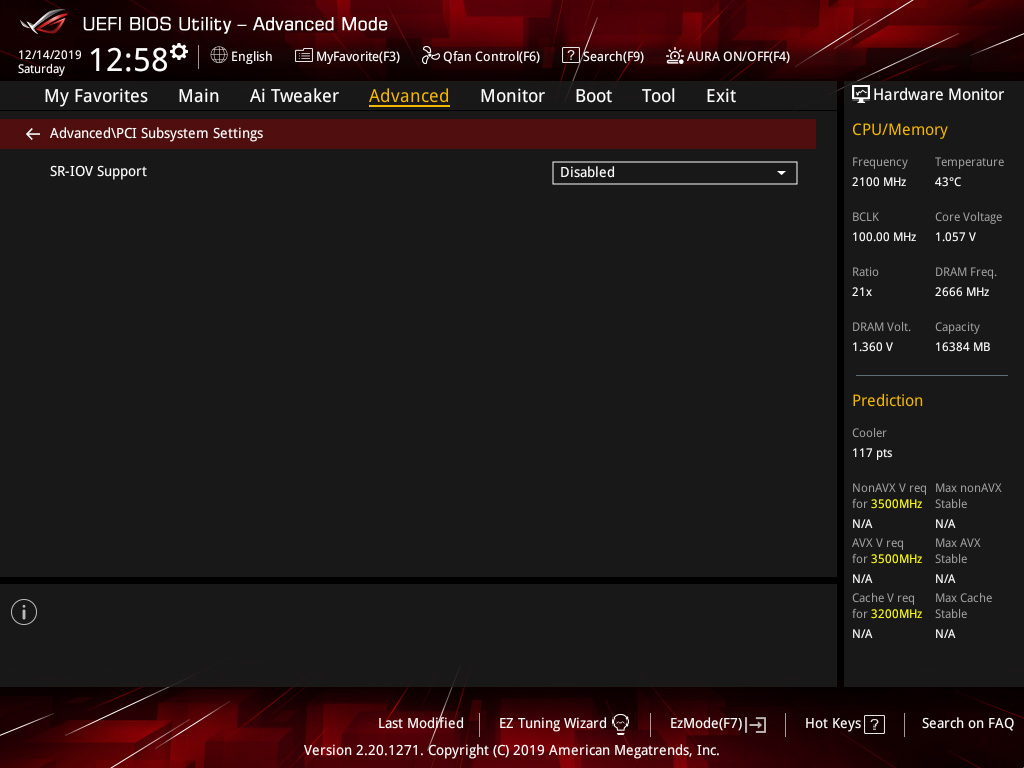 UEFI BIOS Utility – Advanced Mode
12/14/2019
Saturday
12:58
English
MyFavorite(F3)
Qfan Control(F6)
? Search(F9)
AURA ON/OFF(F4)
My Favorites Main Ai Tweaker Advanced Monitor Boot Tool Exit
Advanced\PCI Subsystem Settings
SR-IOV Support Disabled
Hardware Monitor
CPU/Memory
Frequency Temperature
2100 MHz 43°C
BCLK Core Voltage
100.00 MHz 1.057 V
Ratio DRAM Freq.
21x 2666 MHz
DRAM Volt. Capacity
1.360 V 16384 MB
Prediction
Cooler
117 pts
NonAVX V req Max nonAVX
for 3500MHz Stable
N/A N/A
AVX V req Max AVX
for 3500MHz Stable
N/A N/A
Cache V req Max Cache
for 3200MHz Stable
N/A N/A
i
Last Modified EZ Tuning Wizard EzMode(F7) Hot Keys ? Search on FAQ
Version 2.20.1271. Copyright (C) 2019 American Megatrends, Inc.